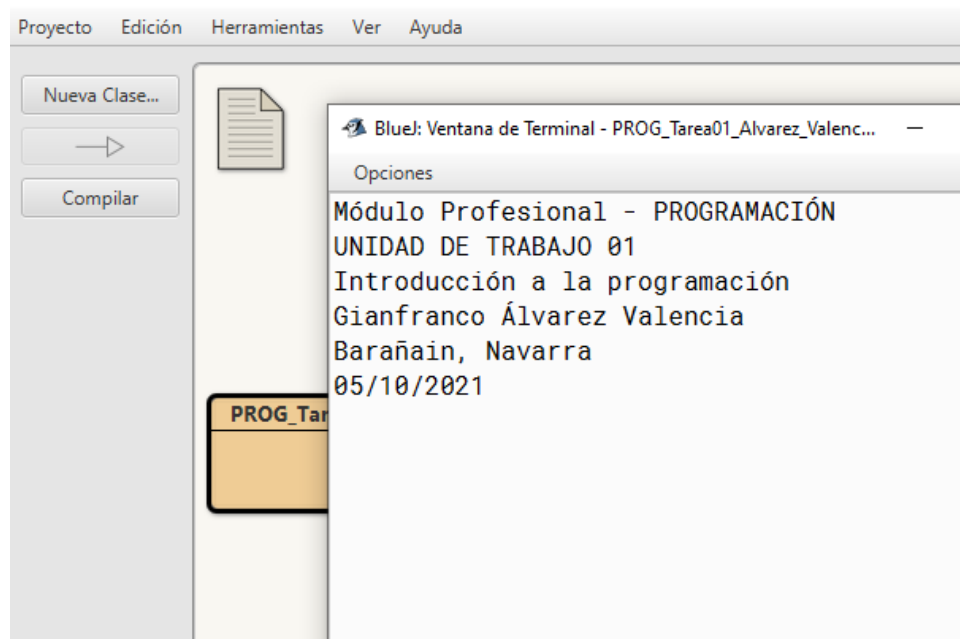 Proyecto Edición Herramientas Ver Ayuda
Nueva Clase...
Compilar
BlueJ: Ventana de Terminal - PROG_Tarea01_Alvarez_Valenc...
Opciones
Módulo Profesional - PROGRAMACIÓN
UNIDAD DE TRABAJO 01
Introducción a la programación
Gianfranco Álvarez Valencia
Barañain, Navarra
05/10/2021
PROG_Tar